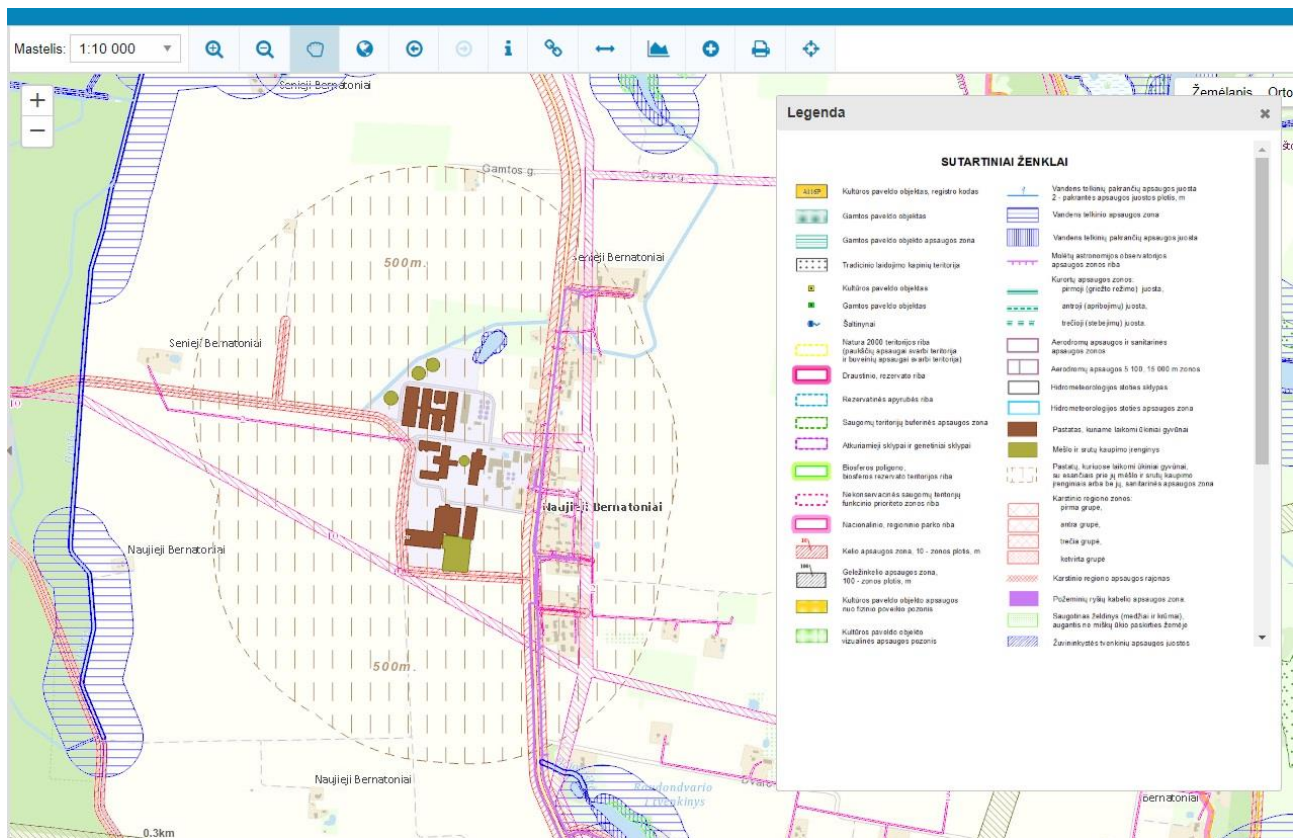 Mastelis: 1:10 000
Žemėlapis Orto
Senieji Bernatoniai
Gamtos g.
500m.
Senieji Bernatoniai
Senieji Bernatoniai
Naujieji Bernatoniai
Naujieji Bernatoniai
500m.
Naujieji Bernatoniai
0.3km
Bernatoniai
Legenda
SUTARTINIAI ŽENKLAI
Kultūros paveldo objektas, registro kodas
Gamtos paveldo objektas
Gamtos paveldo objekto apsaugos zona
Tradicinio laidojimo kapinių teritorija
Kultūros paveldo objektas
Gamtos paveldo objektas
Šaltinynai
Natura 2000 teritorijos riba
(paukščių apsaugai svarbi teritorija
ir buveinių apsaugai svarbi teritorija)
Draustinio, rezervato riba
Rezervatinės apyrubės riba
Saugomų teritorijų buferinės apsaugos zona
Atkuriamieji sklypai ir genetiniai sklypai
Biosferos poligono,
biosferos rezervato teritorijos riba
Nekonservacinės saugomų teritorijų
funkcinio prioriteto zonos riba
Nacionalinio, regioninio parko riba
Kelio apsaugos zona, 10 - zonos plotis, m
Geležinkelio apsaugos zona,
100 - zonos plotis, m
Kultūros paveldo objekto apsaugos
nuo fizinio poveikio pozonis
Kultūros paveldo objekto
vizualinės apsaugos pozonis
Vandens telkinių pakrančių apsaugos juosta
2 - pakrantės apsaugos juostos plotis, m
Vandens telkinio apsaugos zona
Vandens telkinių pakrančių apsaugos juosta
Molėtų astronomijos observatorijos
apsaugos zonos riba
Kurortų apsaugos zonos:
pirmoji (griežto režimo) juosta,
antroji (apribojimų) juosta,
trečioji (stebėjimų) juosta.
Aerodromų apsaugos ir sanitarinės
apsaugos zonos
Aerodromų apsaugos 5 100, 15 000 m zonos
Hidrometeorologijos stoties sklypas
Hidrometeorologijos stoties apsaugos zona
Pastatas, kuriame laikomi ūkiniai gyvūnai
Mėšlo ir srutų kaupimo įrenginys
Pastatų, kuriuose laikomi ūkiniai gyvūnai,
su esančiais prie jų mėšlo ir srutų kaupimo
įrenginiais arba be jų, sanitarinės apsaugos zona
Karstinio regiono zonos:
pirma grupė,
antra grupė,
trečia grupė,
ketvirta grupė
Karstinio regiono apsaugos rajonas
Požeminių ryšių kabelio apsaugos zona.
Saugotinas želdinys (medžiai ir krūmai),
augantis ne miškų ūkio paskirties žemėje
Žuvininkystės tvenkinių apsaugos juostos